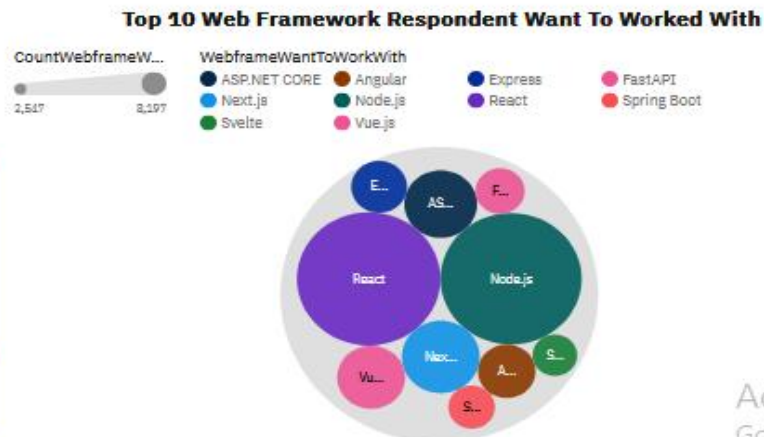 Top 10 Web Framework Respondent Want To Worked With
CountWebframeW... WebframeWantToWorkWith
ASP.NET CORE Angular Express FastAPI
Next.js Node.js React Spring Boot
2,547 8,197
Svelte Vue.js
E... AS... F...
React Node.js
Nex... S...
Vu... A...
S...